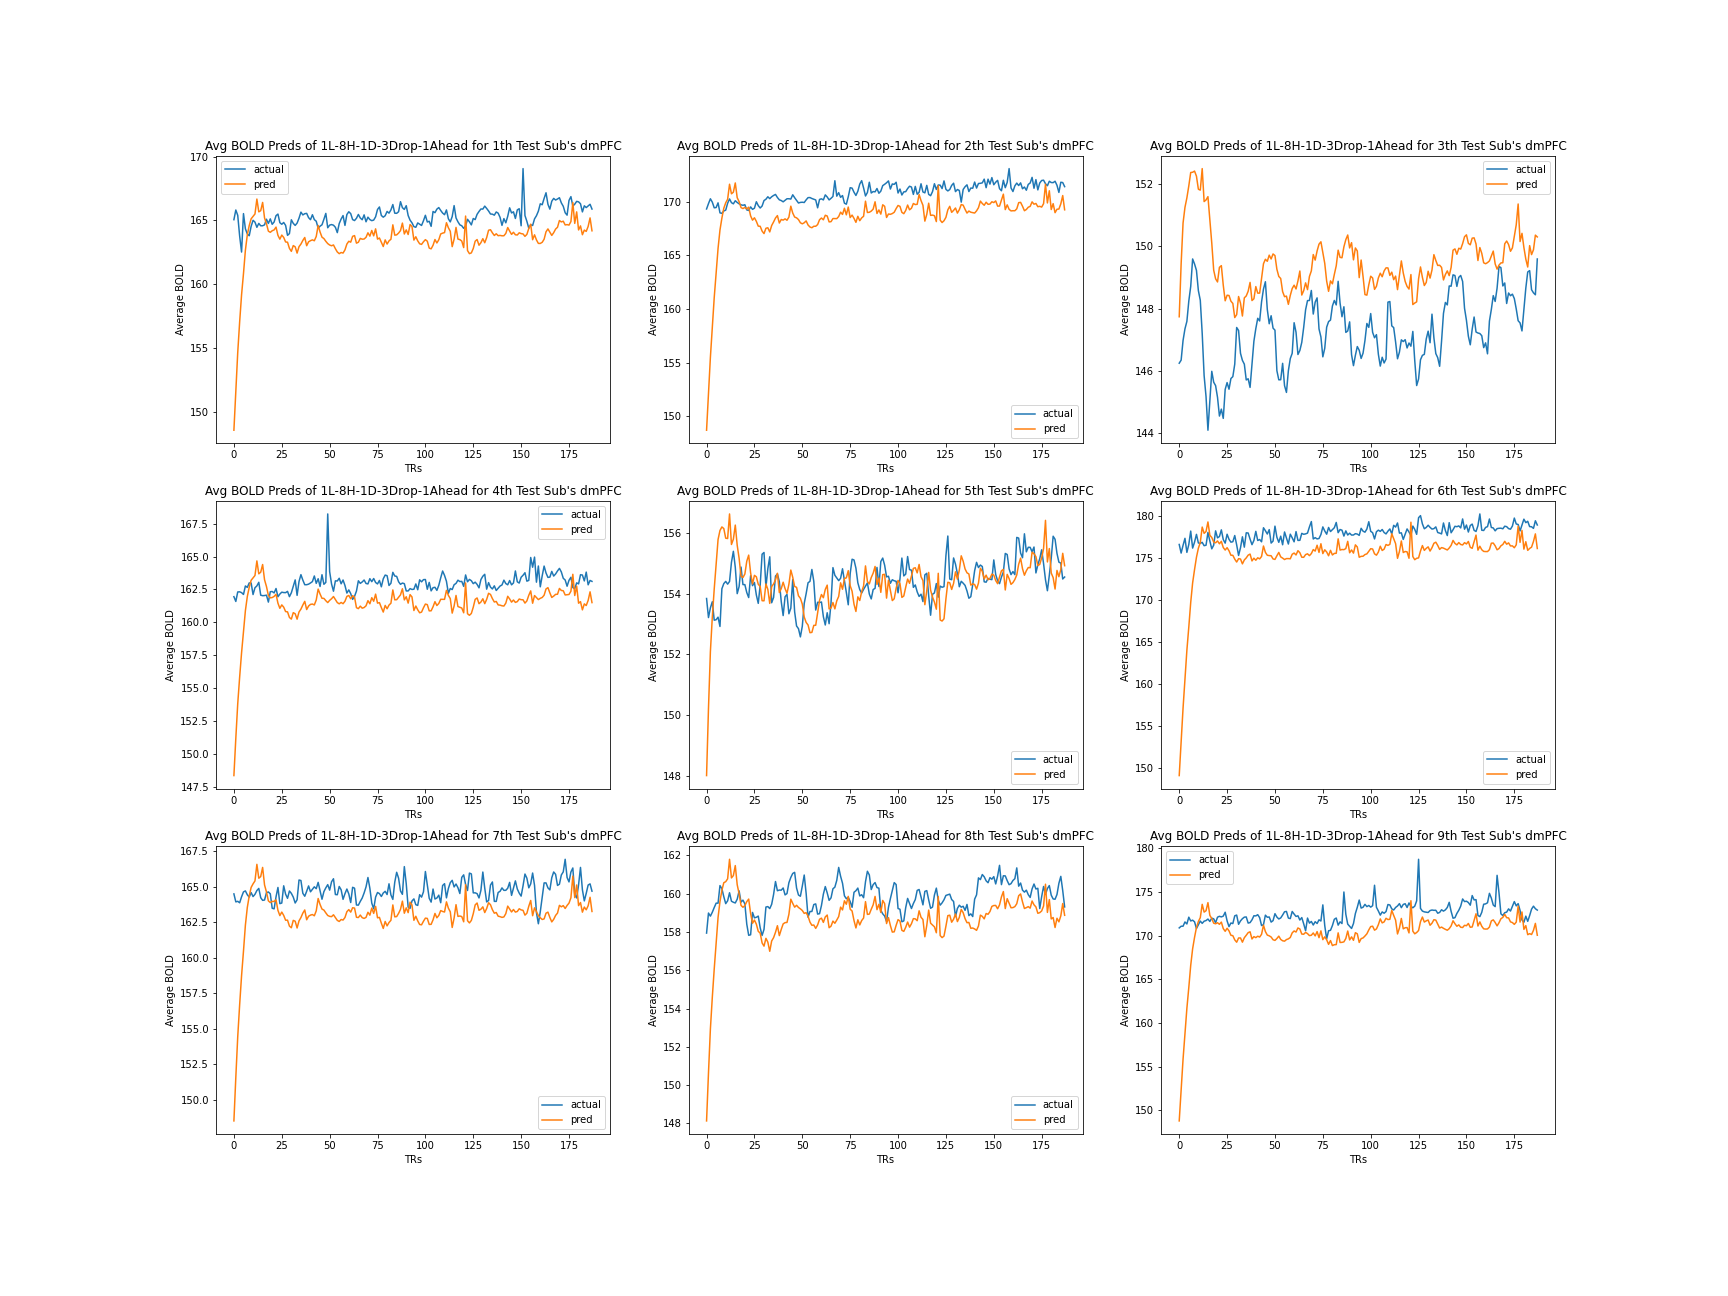 Avg BOLD Preds of 1L-8H-1D-3Drop-1Ahead for 1th Test Sub's dmPFC
170
165
160
155
150
Average BOLD
actual
pred
0 25 50 75 100 125 150 175
TRs
Avg BOLD Preds of 1L-8H-1D-3Drop-1Ahead for 2th Test Sub's dmPFC
170
165
160
155
150
Average BOLD
actual
pred
0 25 50 75 100 125 150 175
TRs
Avg BOLD Preds of 1L-8H-1D-3Drop-1Ahead for 3th Test Sub's dmPFC
152
150
148
146
144
Average BOLD
actual
pred
0 25 50 75 100 125 150 175
TRs
Avg BOLD Preds of 1L-8H-1D-3Drop-1Ahead for 4th Test Sub's dmPFC
167.5
165.0
162.5
160.0
157.5
155.0
152.5
150.0
147.5
Average BOLD
actual
pred
0 25 50 75 100 125 150 175
TRs
Avg BOLD Preds of 1L-8H-1D-3Drop-1Ahead for 5th Test Sub's dmPFC
156
154
152
150
148
Average BOLD
actual
pred
0 25 50 75 100 125 150 175
TRs
Avg BOLD Preds of 1L-8H-1D-3Drop-1Ahead for 6th Test Sub's dmPFC
180
175
170
165
160
155
150
Average BOLD
actual
pred
0 25 50 75 100 125 150 175
TRs
Avg BOLD Preds of 1L-8H-1D-3Drop-1Ahead for 7th Test Sub's dmPFC
167.5
165.0
162.5
160.0
157.5
155.0
152.5
150.0
Average BOLD
actual
pred
0 25 50 75 100 125 150 175
TRs
Avg BOLD Preds of 1L-8H-1D-3Drop-1Ahead for 8th Test Sub's dmPFC
162
160
158
156
154
152
150
148
Average BOLD
actual
pred
0 25 50 75 100 125 150 175
TRs
Avg BOLD Preds of 1L-8H-1D-3Drop-1Ahead for 9th Test Sub's dmPFC
180
175
170
165
160
155
150
Average BOLD
actual
pred
0 25 50 75 100 125 150 175
TRs